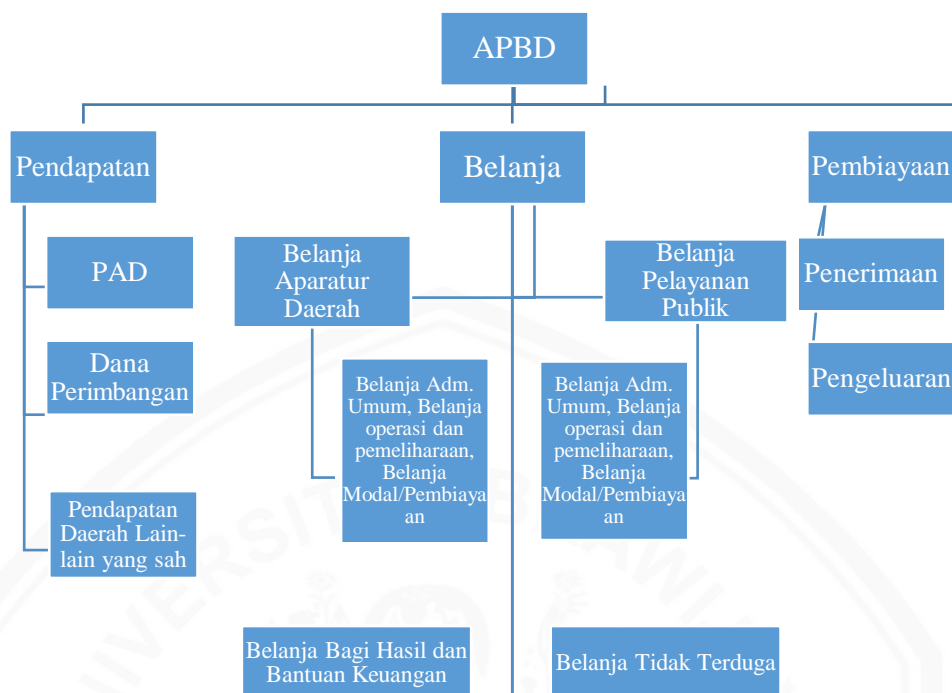 APBD
Pendapatan
Belanja
Pembiayaan
PAD
Dana
Perimbangan
Pendapatan
Daerah Lain-
lain yang sah
Belanja
Aparatur
Daerah
Belanja Adm.
Umum, Belanja
operasi dan
pemeliharaan,
Belanja
Modal/Pembiaya
an
Belanja
Pelayanan
Publik
Belanja Adm.
Umum, Belanja
operasi dan
pemeliharaan,
Belanja
Modal/Pembiaya
an
Belanja Bagi Hasil dan
Bantuan Keuangan
Belanja Tidak Terduga
Penerimaan
Pengeluaran